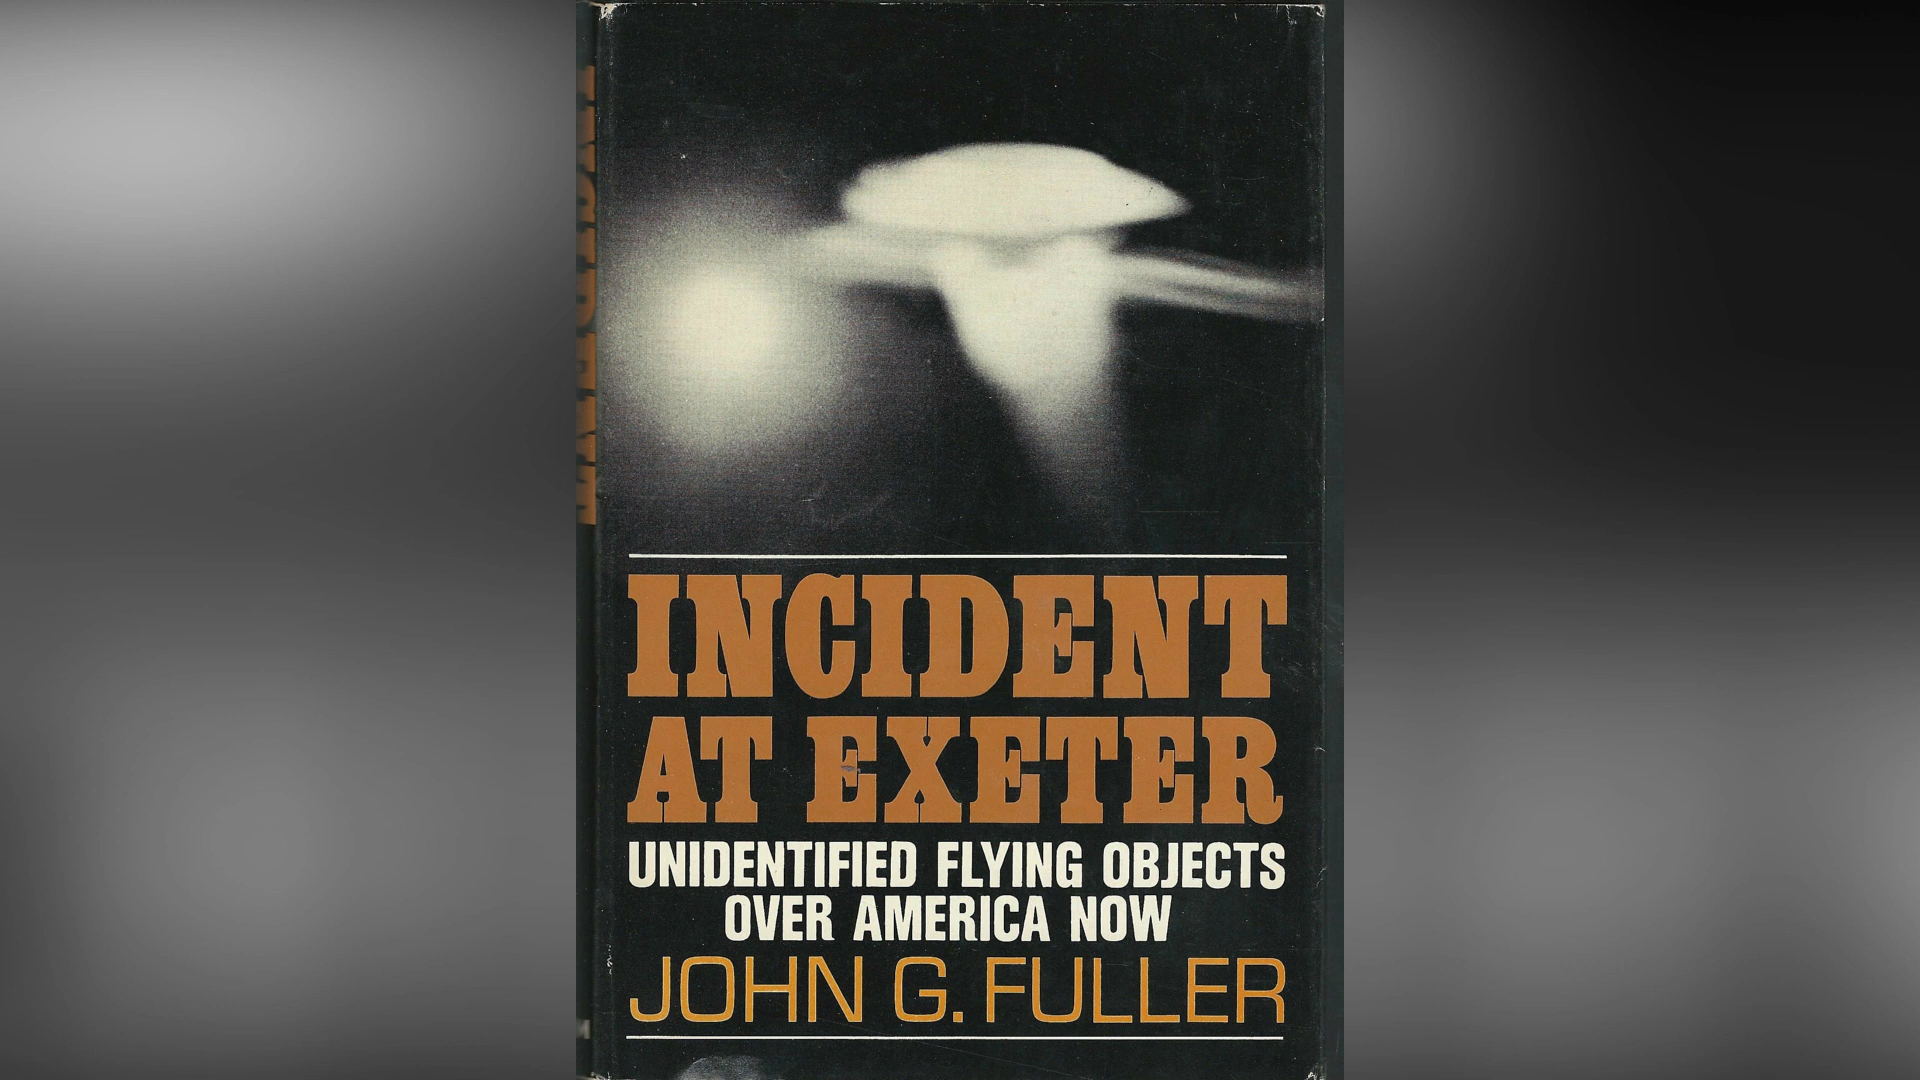 INCIDENT
AT EXETER
UNIDENTIFIED FLYING OBJECTS
OVER AMERICA NOW
JOHN G. FULLER